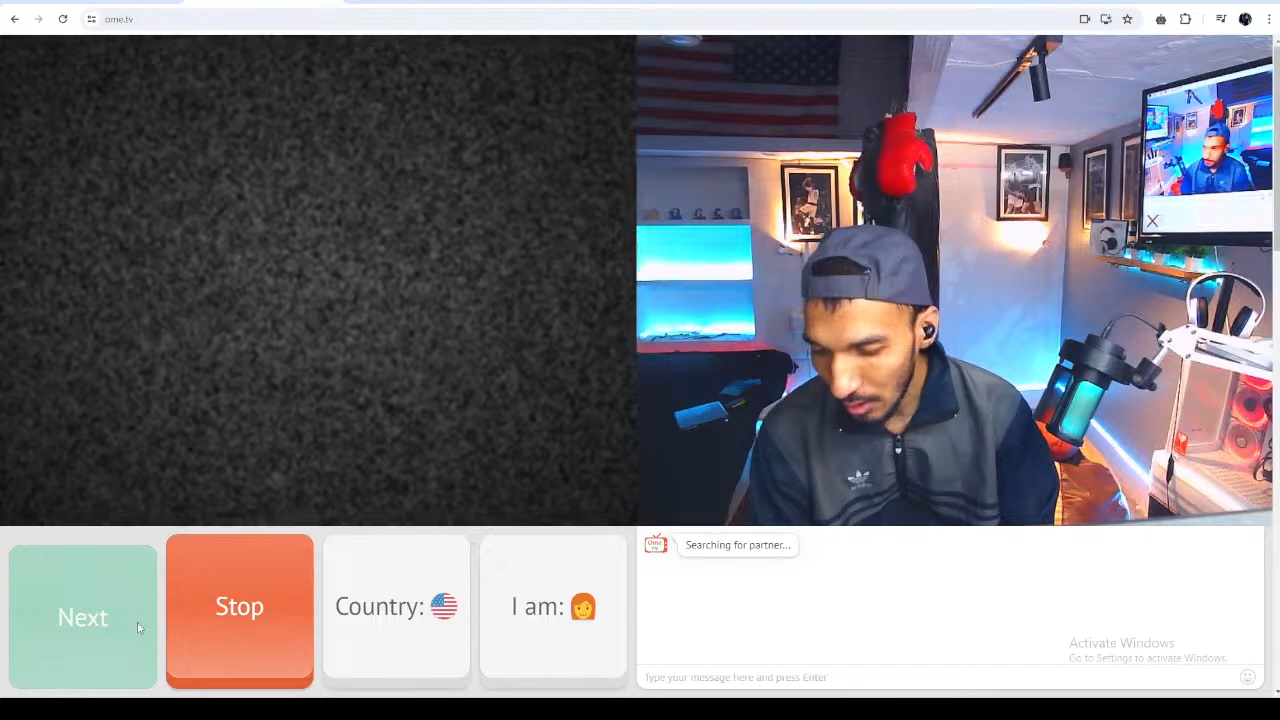 ome.tv
Searching for partner...
Next
Stop
Country:
I am:
Activate Windows
Go to Settings to activate Windows.
Type your message here and press Enter